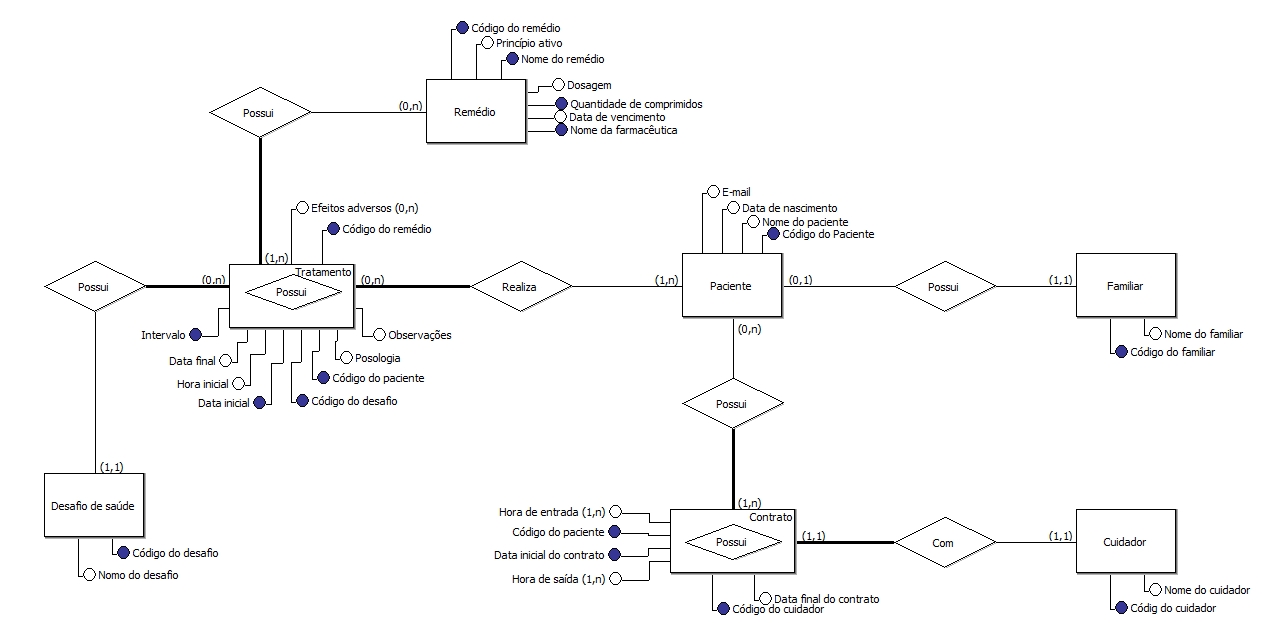 Código do remédio
Princípio ativo
Nome do remédio
Dosagem
Quantidade de comprimidos
Data de vencimento
Nome da farmacêutica
Remédio
(0,n)
Possui
Efeitos adversos (0,n)
Código do remédio
(1,n)
Tratamento
Possui
(0,n)
Possui
(0,n)
Realiza
(1,n)
E-mail
Data de nascimento
Nome do paciente
Código do Paciente
Paciente
(0,1)
Possui
(1,1)
Familiar
Nome do familiar
Código do familiar
Intervalo
Data final
Hora inicial
Data inicial
Observações
Posologia
Código do paciente
Código do desafio
(0,n)
Possui
(1,n)
(1,1)
Desafio de saúde
Código do desafio
Nomo do desafio
Hora de entrada (1,n)
Código do paciente
Data inicial do contrato
Hora de saída (1,n)
Contrato
Possui
(1,1)
Com
(1,1)
Cuidador
Data final do contrato
Código do cuidador
Nome do cuidador
Códig do cuidador